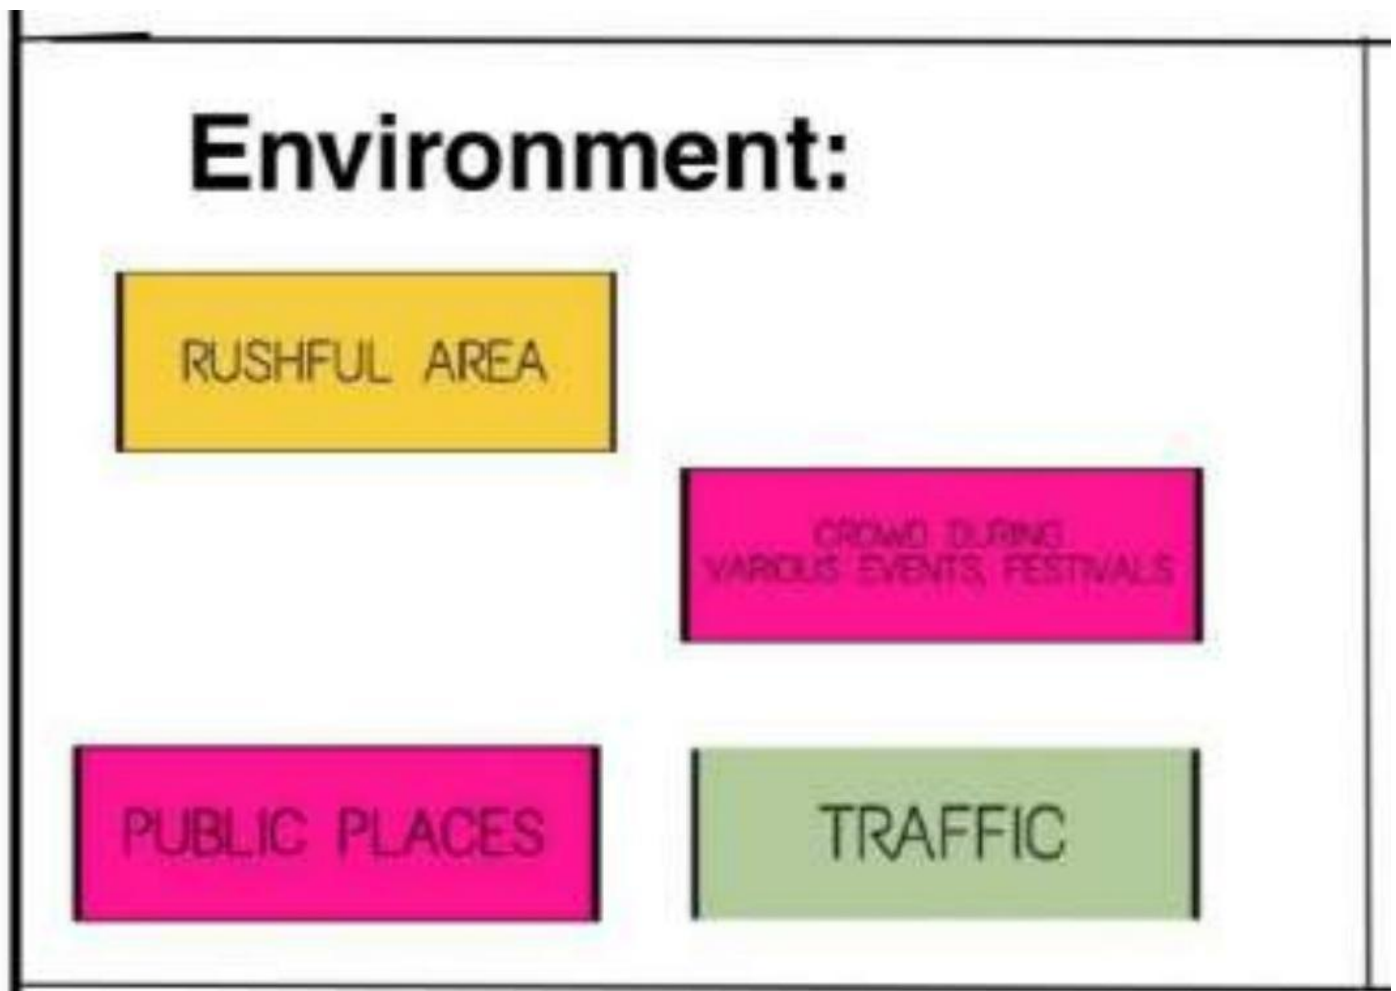 Environment:
RUSHFUL AREA
CROWD DURING
VARIOUS EVENTS, FESTIVALS
PUBLIC PLACES
TRAFFIC